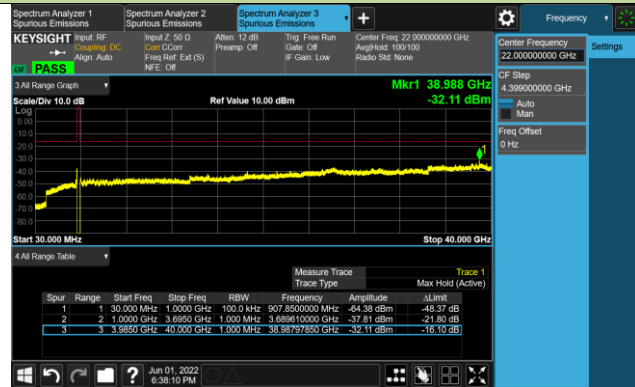 Spectrum Analyzer 1
Spurious Emissions
Spectrum Analyzer 2
Spurious Emissions
Spectrum Analyzer 3
Spurious Emissions
Frequency
KEYSIGHT
Input: RF
Coupling: DC
Align: Auto
Input Z: 50 Ω
Corr CCorr
Freq Ref: Ext (S)
NFE: Off
Atten: 12 dB
Preamp: Off
Trig: Free Run
Gate: Off
IF Gain: Low
Center Freq: 22.000000000 GHz
Avg|Hold: 100/100
Radio Std: None
PASS
Center Frequency
22.000000000 GHz
Settings
CF Step
4.399000000 GHz
Auto
Man
Freq Offset
0 Hz
3 All Range Graph
Mkr1 38.988 GHz
Scale/Div 10.0 dB
Ref Value 10.00 dBm
-32.11 dBm
Log
0.00
-10.0
-20.0
-30.0
-40.0
-50.0
-60.0
-70.0
-80.0
1
Start 30.000 MHz
Stop 40.000 GHz
4 All Range Table
Measure Trace
Trace 1
Trace Type
Max Hold (Active)
Spur Range Start Freq Stop Freq RBW Frequency Amplitude ΔLimit
1 1 30.000 MHz 1.0000 GHz 100.0 kHz 907.8500000 MHz -64.38 dBm -48.37 dB
2 2 1.0000 GHz 3.6950 GHz 1.000 MHz 3.689610000 GHz -37.81 dBm -21.80 dB
3 3 3.9850 GHz 40.000 GHz 1.000 MHz 38.98797850 GHz -32.11 dBm -16.10 dB
?
Jun 01, 2022
6:38:10 PM